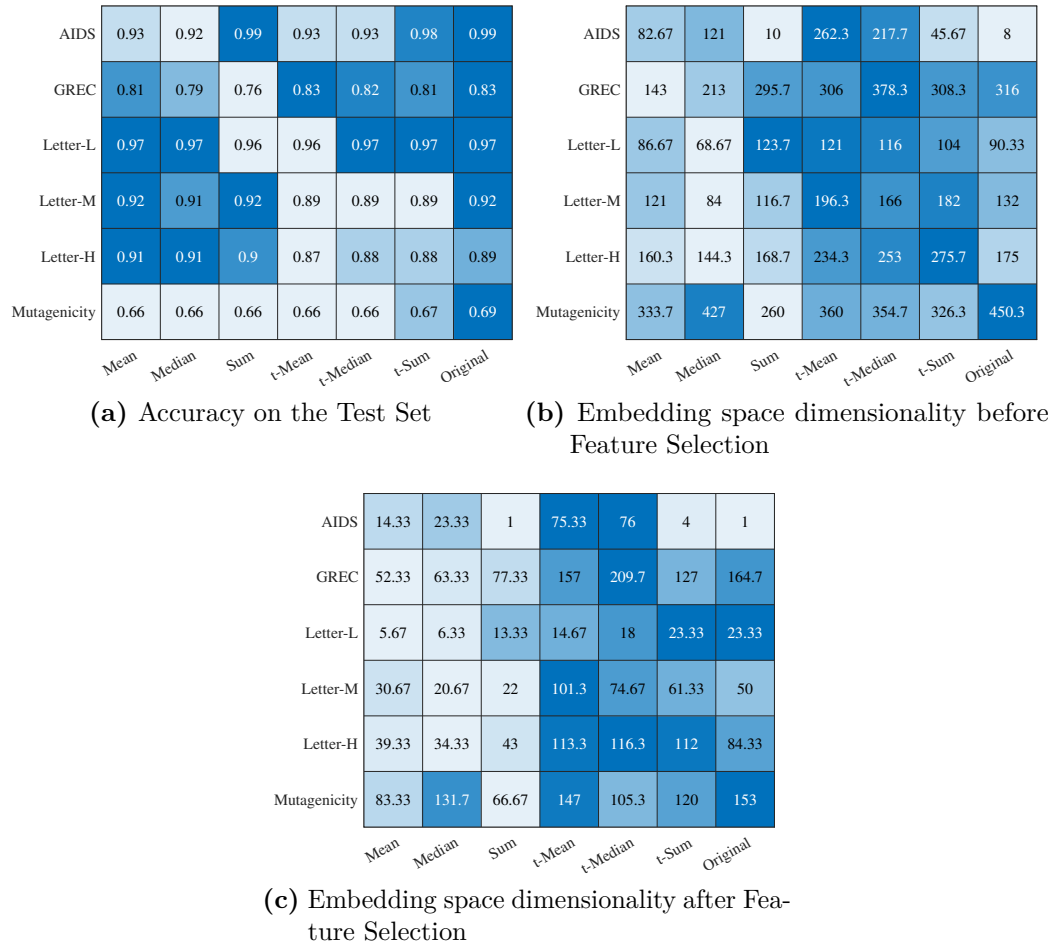 AIDS 0.93 0.92 0.99 0.93 0.93 0.98 0.99
GREC 0.81 0.79 0.76 0.83 0.82 0.81 0.83
Letter-L 0.97 0.97 0.96 0.96 0.97 0.97 0.97
Letter-M 0.92 0.91 0.92 0.89 0.89 0.89 0.92
Letter-H 0.91 0.91 0.9 0.87 0.88 0.88 0.89
Mutagenicity 0.66 0.66 0.66 0.66 0.66 0.67 0.69
Mean Median Sum t-Mean t-Median t-Sum Original
(a) Accuracy on the Test Set
AIDS 82.67 121 10 262.3 217.7 45.67 8
GREC 143 213 295.7 306 378.3 308.3 316
Letter-L 86.67 68.67 123.7 121 116 104 90.33
Letter-M 121 84 116.7 196.3 166 182 132
Letter-H 160.3 144.3 168.7 234.3 253 275.7 175
Mutagenicity 333.7 427 260 360 354.7 326.3 450.3
Mean Median Sum t-Mean t-Median t-Sum Original
(b) Embedding space dimensionality before
Feature Selection
AIDS 14.33 23.33 1 75.33 76 4 1
GREC 52.33 63.33 77.33 157 209.7 127 164.7
Letter-L 5.67 6.33 13.33 14.67 18 23.33 23.33
Letter-M 30.67 20.67 22 101.3 74.67 61.33 50
Letter-H 39.33 34.33 43 113.3 116.3 112 84.33
Mutagenicity 83.33 131.7 66.67 147 105.3 120 153
Mean Median Sum t-Mean t-Median t-Sum Original
(c) Embedding space dimensionality after Fea-
ture Selection